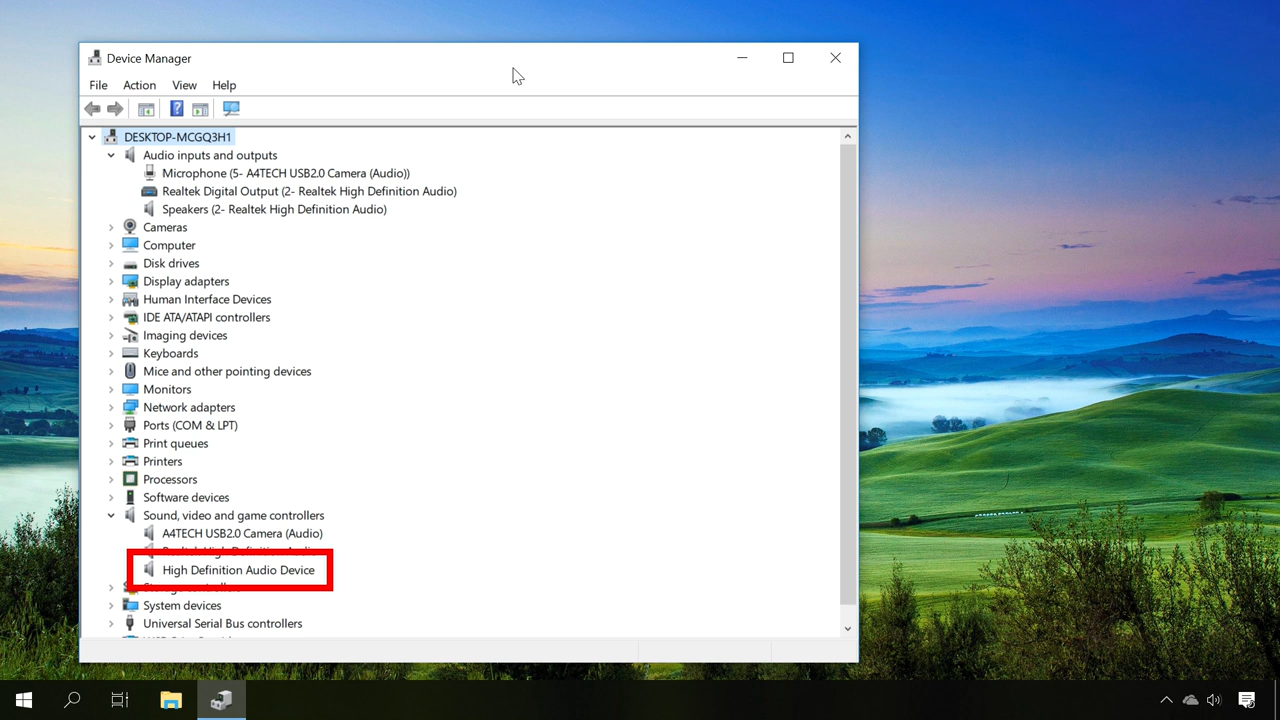 Device Manager
File Action View Help
DESKTOP-MCGQ3H1
Audio inputs and outputs
Microphone (5- A4TECH USB2.0 Camera (Audio))
Realtek Digital Output (2- Realtek High Definition Audio)
Speakers (2- Realtek High Definition Audio)
Cameras
Computer
Disk drives
Display adapters
Human Interface Devices
IDE ATA/ATAPI controllers
Imaging devices
Keyboards
Mice and other pointing devices
Monitors
Network adapters
Ports (COM & LPT)
Print queues
Printers
Processors
Software devices
Sound, video and game controllers
A4TECH USB2.0 Camera (Audio)
High Definition Audio Device
System devices
Universal Serial Bus controllers